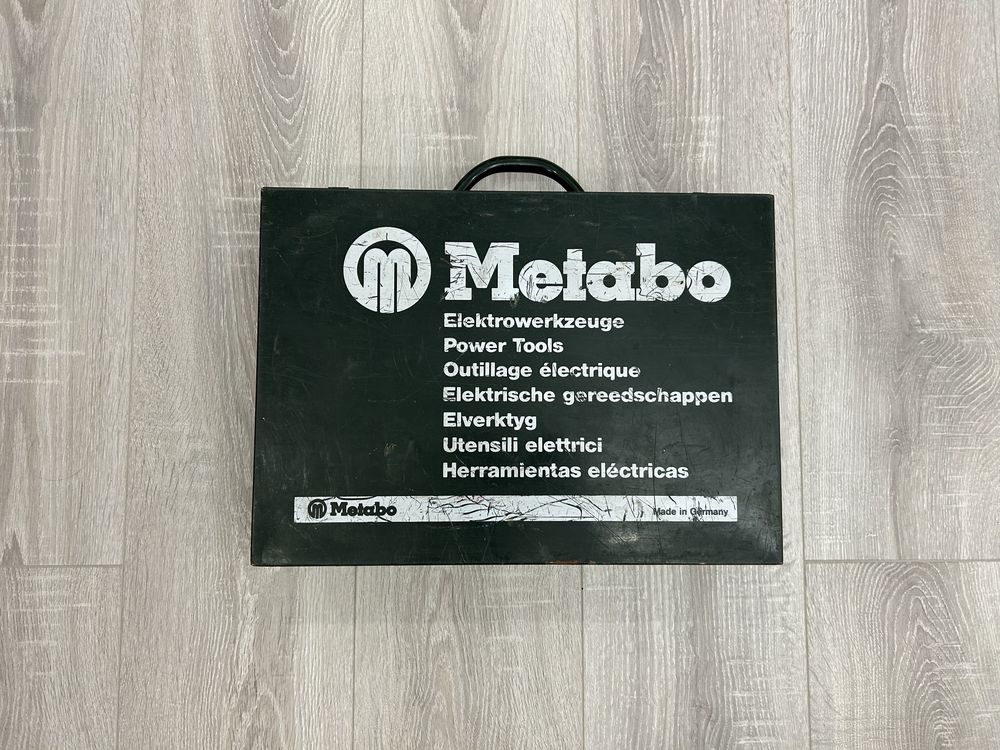 Metabo
Elektrowerkzeuge
Power Tools
Outillage électrique
Elektrische gereedschappen
Elverktyg
Utensili elettrici
Herramientas eléctricas
Metabo Made in Germany